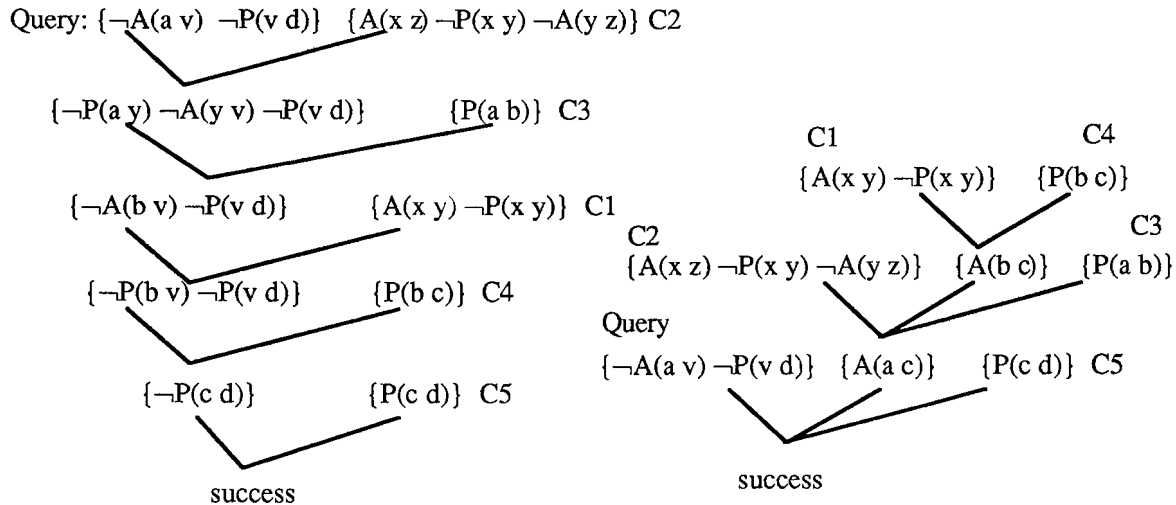 Query: {¬A(a v) ¬P(v d)} {A(x z) ¬P(x y) ¬A(y z)} C2
{¬P(a y) ¬A(y v) ¬P(v d)} {P(a b)} C3
{¬A(b v) ¬P(v d)} {A(x y) ¬P(x y)} C1
{¬P(b v) ¬P(v d)} {P(b c)} C4
{¬P(c d)} {P(c d)} C5
success
C1 C4
{A(x y) ¬P(x y)} {P(b c)}
C2 C3
{A(x z) ¬P(x y) ¬A(y z)} {A(b c)} {P(a b)}
Query
{¬A(a v) ¬P(v d)} {A(a c)} {P(c d)} C5
success